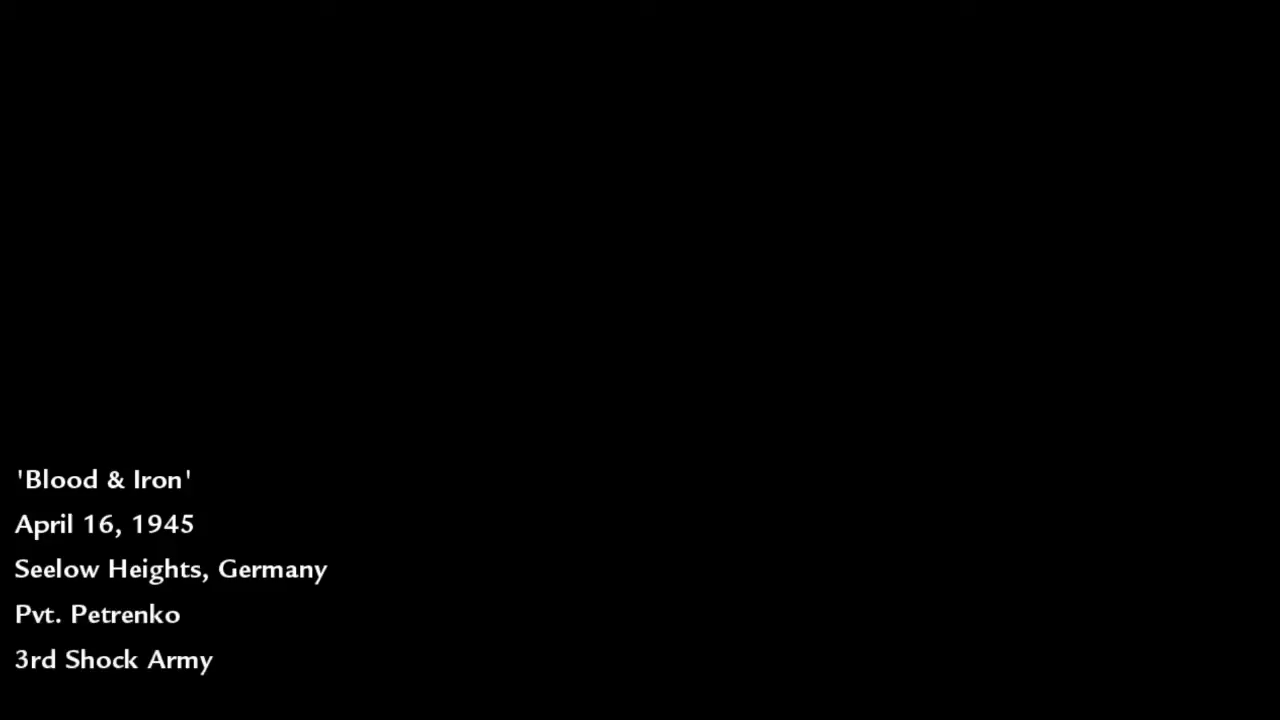 'Blood & Iron'
April 16, 1945
Seelow Heights, Germany
Pvt. Petrenko
3rd Shock Army